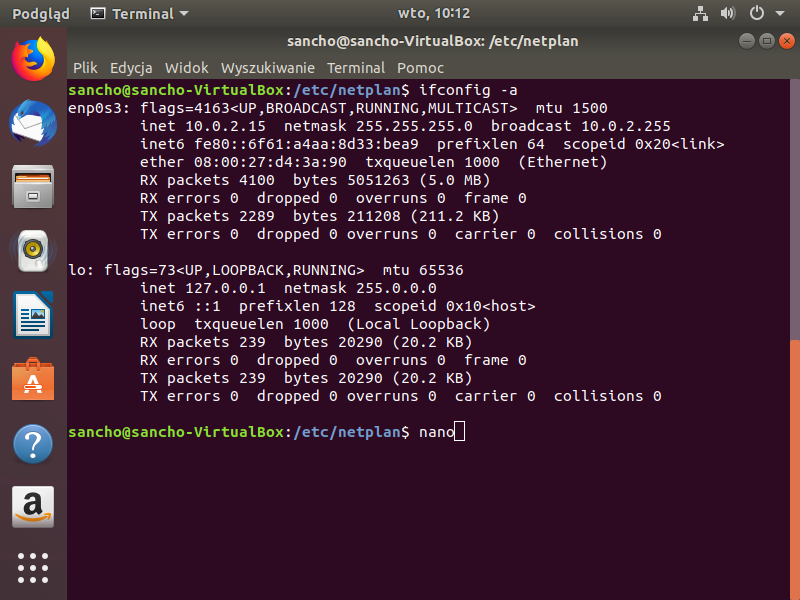 Podgląd Terminal wto, 10:12
sancho@sancho-VirtualBox: /etc/netplan
Plik Edycja Widok Wyszukiwanie Terminal Pomoc
sancho@sancho-VirtualBox:/etc/netplan$ ifconfig -a
enp0s3: flags=4163<UP,BROADCAST,RUNNING,MULTICAST>  mtu 1500
        inet 10.0.2.15  netmask 255.255.255.0  broadcast 10.0.2.255
        inet6 fe80::6f61:a4aa:8d33:bea9  prefixlen 64  scopeid 0x20<link>
        ether 08:00:27:d4:3a:90  txqueuelen 1000  (Ethernet)
        RX packets 4100  bytes 5051263 (5.0 MB)
        RX errors 0  dropped 0  overruns 0  frame 0
        TX packets 2289  bytes 211208 (211.2 KB)
        TX errors 0  dropped 0 overruns 0  carrier 0  collisions 0
lo: flags=73<UP,LOOPBACK,RUNNING>  mtu 65536
        inet 127.0.0.1  netmask 255.0.0.0
        inet6 ::1  prefixlen 128  scopeid 0x10<host>
        loop  txqueuelen 1000  (Local Loopback)
        RX packets 239  bytes 20290 (20.2 KB)
        RX errors 0  dropped 0  overruns 0  frame 0
        TX packets 239  bytes 20290 (20.2 KB)
        TX errors 0  dropped 0 overruns 0  carrier 0  collisions 0
sancho@sancho-VirtualBox:/etc/netplan$ nano